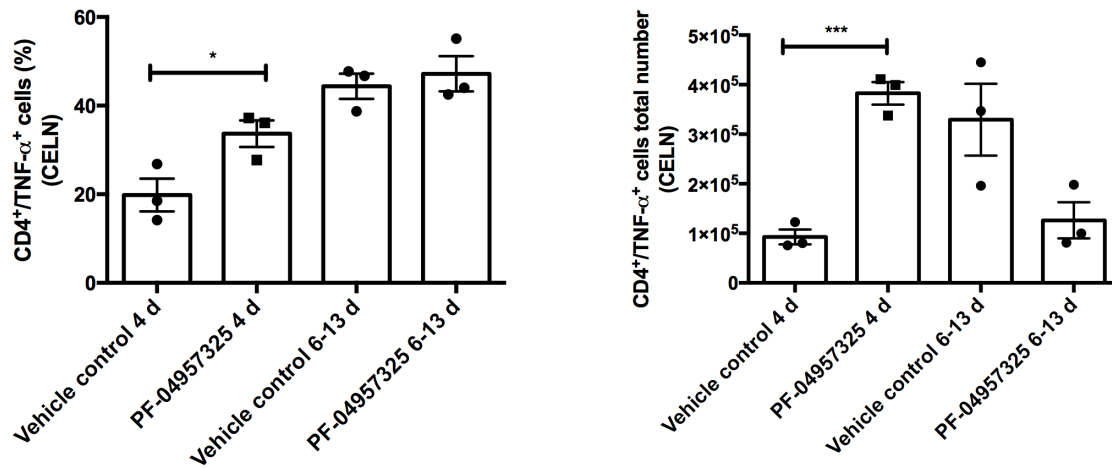 CD4⁺/TNF-α⁺ cells (%)
(CELN)
60
40
20
0
*
Vehicle control 4 d
PF-04957325 4 d
Vehicle control 6-13 d
PF-04957325 6-13 d
CD4⁺/TNF-α⁺ cells total number
(CELN)
5×10⁵
4×10⁵
3×10⁵
2×10⁵
1×10⁵
0
***
Vehicle control 4 d
PF-04957325 4 d
Vehicle control 6-13 d
PF-04957325 6-13 d